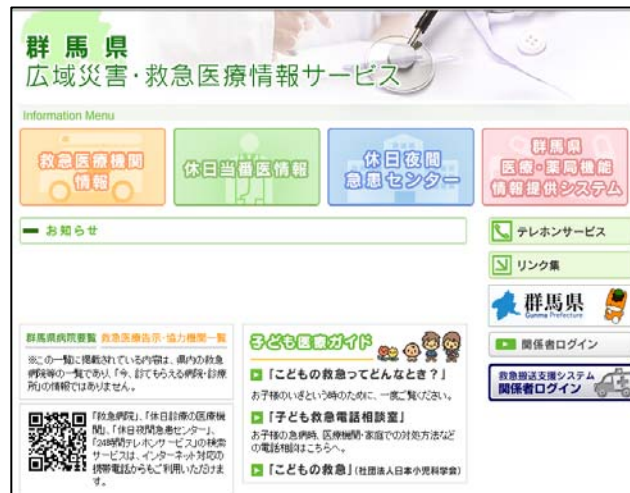 群馬県
広域災害・救急医療情報サービス
Information Menu
救急医療機関
情報
休日当番医情報
休日夜間
急患センター
群馬県
医療・薬局機能
情報提供システム
お知らせ
テレホンサービス
リンク集
群馬県
Gunma Prefecture
関係者ログイン
救急搬送支援システム
関係者ログイン
群馬県病院要覧 救急医療告示・協力機関一覧
※この一覧に掲載されている内容は、県内の救急
病院等の一覧であり、「今、診てもらえる病院・診療
所」の情報ではありません。
「救急病院」、「休日診療の医療機
関」、「休日夜間急患センター」、
「24時間テレホンサービス」の検索
サービスは、インターネット対応の
携帯電話からもご利用いただけま
す。
子ども医療ガイド
「こどもの救急ってどんなとき?」
お子様のいざという時のために、一度ご覧ください。
「子ども救急電話相談室」
お子様の急病時、医療機関・家庭での対処方法など
の電話相談はこちらへ。
「こどもの救急」(社団法人日本小児科学会)